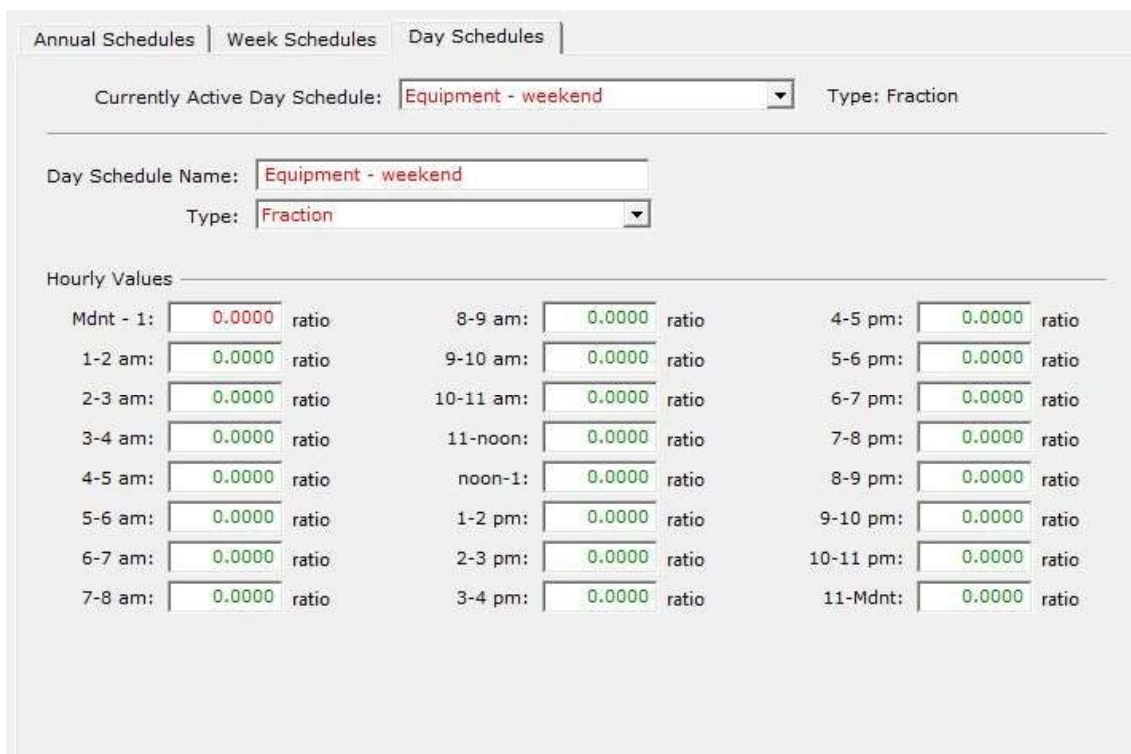 Annual Schedules | Week Schedules Day Schedules
Currently Active Day Schedule: Equipment - weekend Type: Fraction
Day Schedule Name: Equipment - weekend
Type: Fraction
Hourly Values
Mdnt - 1: 0.0000 ratio 8-9 am: 0.0000 ratio 4-5 pm: 0.0000 ratio
1-2 am: 0.0000 ratio 9-10 am: 0.0000 ratio 5-6 pm: 0.0000 ratio
2-3 am: 0.0000 ratio 10-11 am: 0.0000 ratio 6-7 pm: 0.0000 ratio
3-4 am: 0.0000 ratio 11-noon: 0.0000 ratio 7-8 pm: 0.0000 ratio
4-5 am: 0.0000 ratio noon-1: 0.0000 ratio 8-9 pm: 0.0000 ratio
5-6 am: 0.0000 ratio 1-2 pm: 0.0000 ratio 9-10 pm: 0.0000 ratio
6-7 am: 0.0000 ratio 2-3 pm: 0.0000 ratio 10-11 pm: 0.0000 ratio
7-8 am: 0.0000 ratio 3-4 pm: 0.0000 ratio 11-Mdnt: 0.0000 ratio